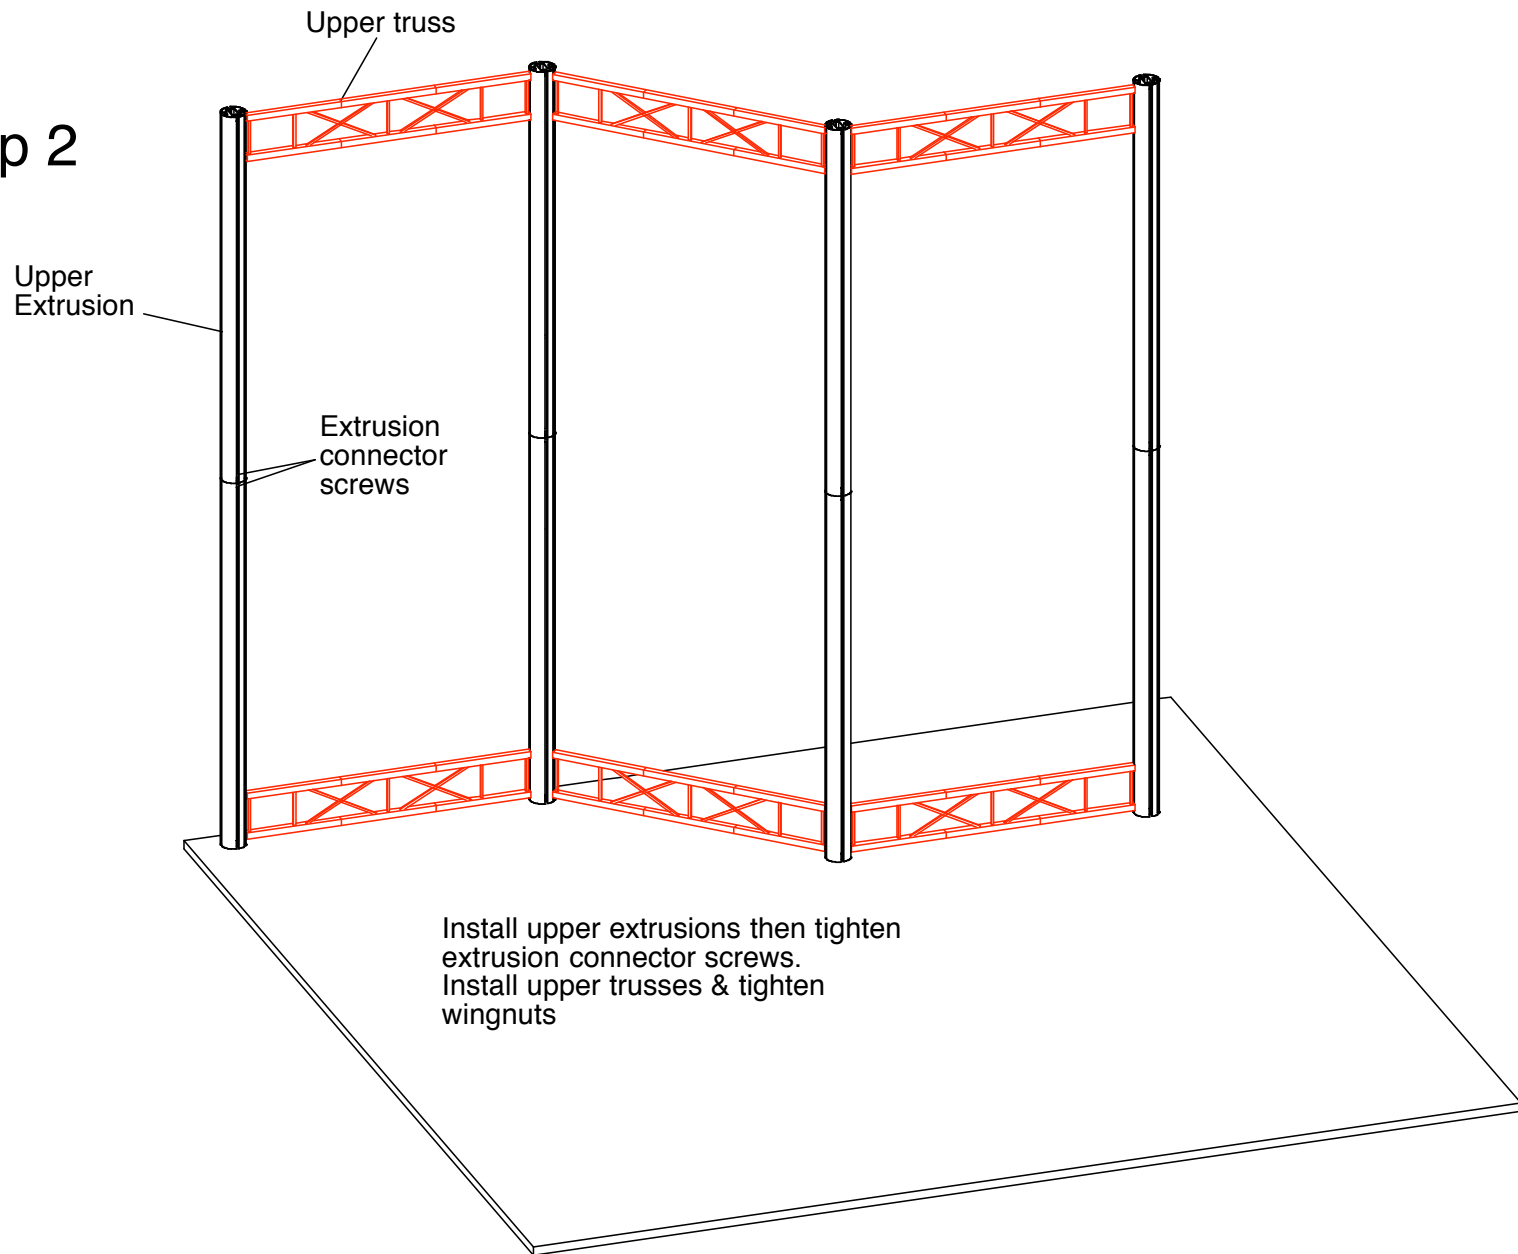 Upper truss
p 2
Upper
Extrusion
Extrusion
connector
screws
Install upper extrusions then tighten
extrusion connector screws.
Install upper trusses & tighten
wingnuts